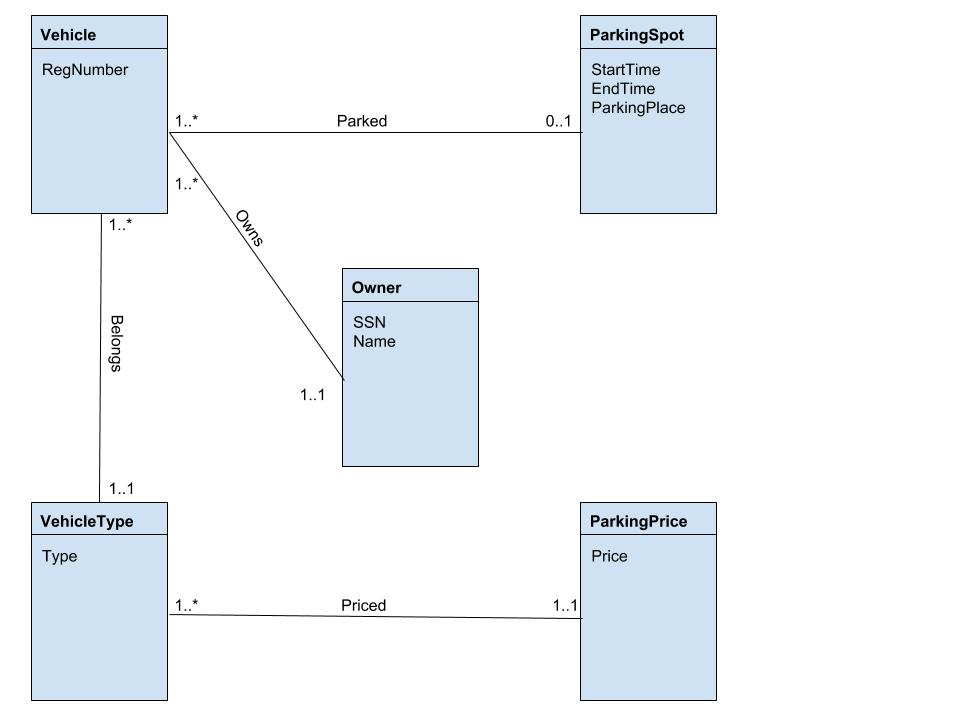 Vehicle
RegNumber
ParkingSpot
StartTime
EndTime
ParkingPlace
1..*
Parked
0..1
1..*
Owns
1..*
Owner
SSN
Name
Belongs
1..1
1..1
VehicleType
Type
ParkingPrice
Price
1..*
Priced
1..1